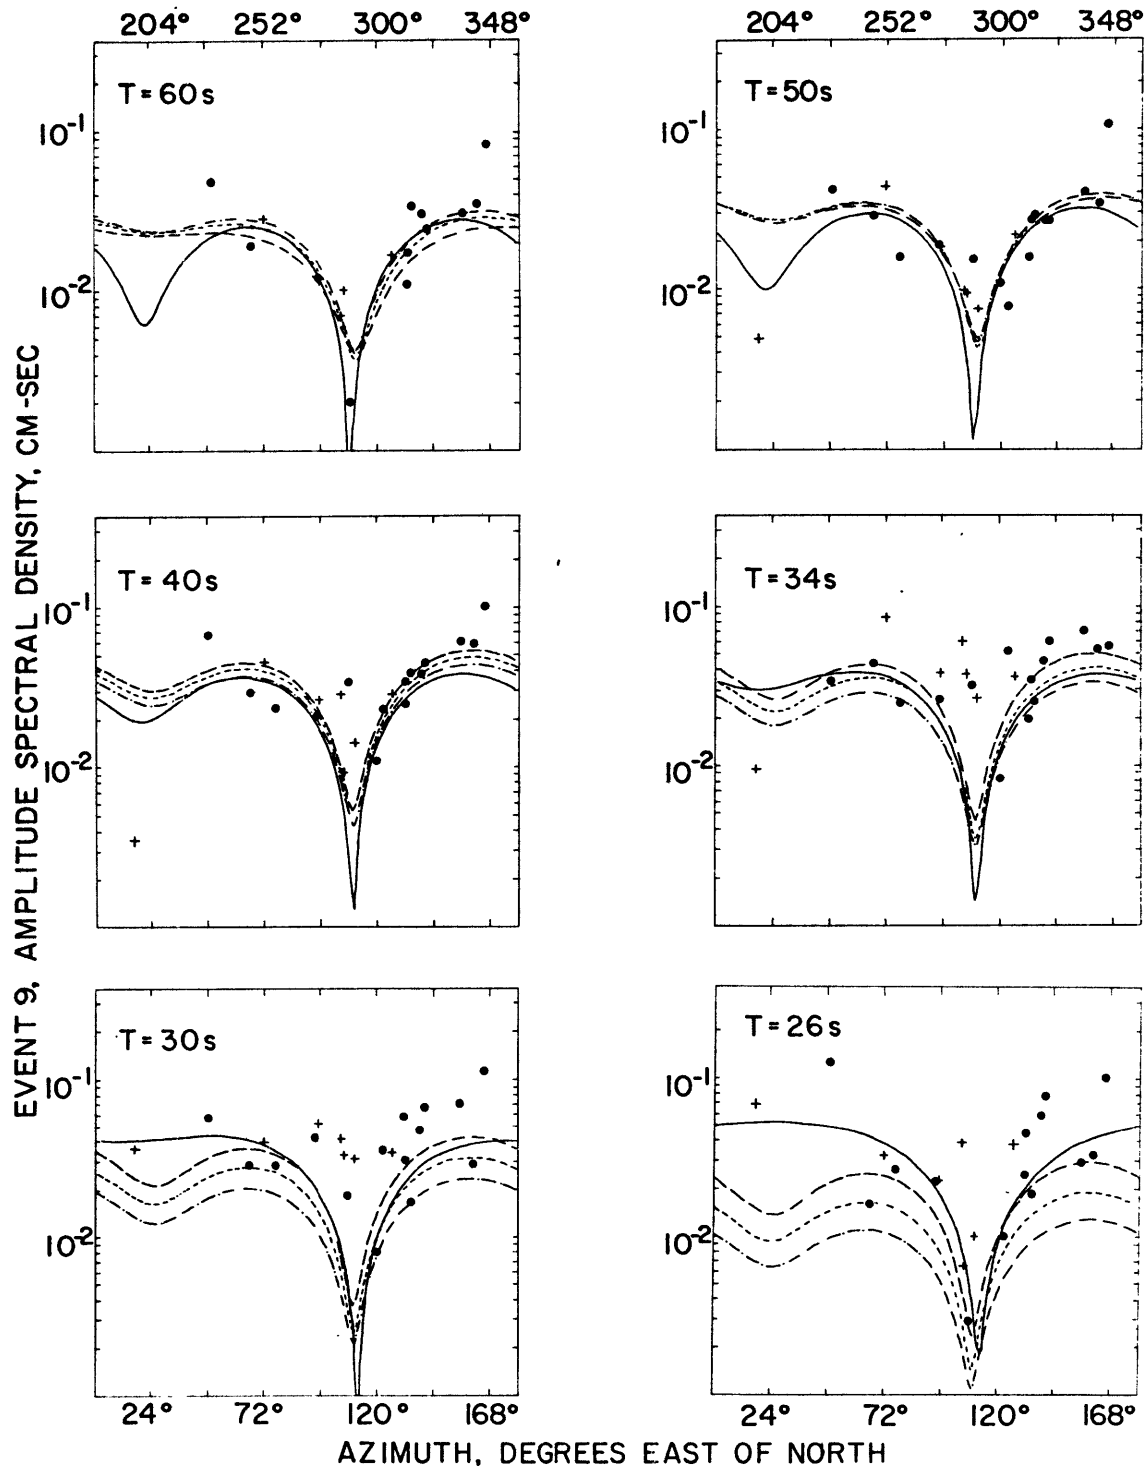 204° 252° 300° 348° 204° 252° 300° 348°
T=60s T=50s
10-1 10-1
10-2 10-2
T=40s T=34s
10-1 10-1
10-2 10-2
T=30s T=26s
10-1 10-1
10-2 10-2
24° 72° 120° 168° 24° 72° 120° 168°
AZIMUTH, DEGREES EAST OF NORTH
EVENT 9, AMPLITUDE SPECTRAL DENSITY, CM-SEC